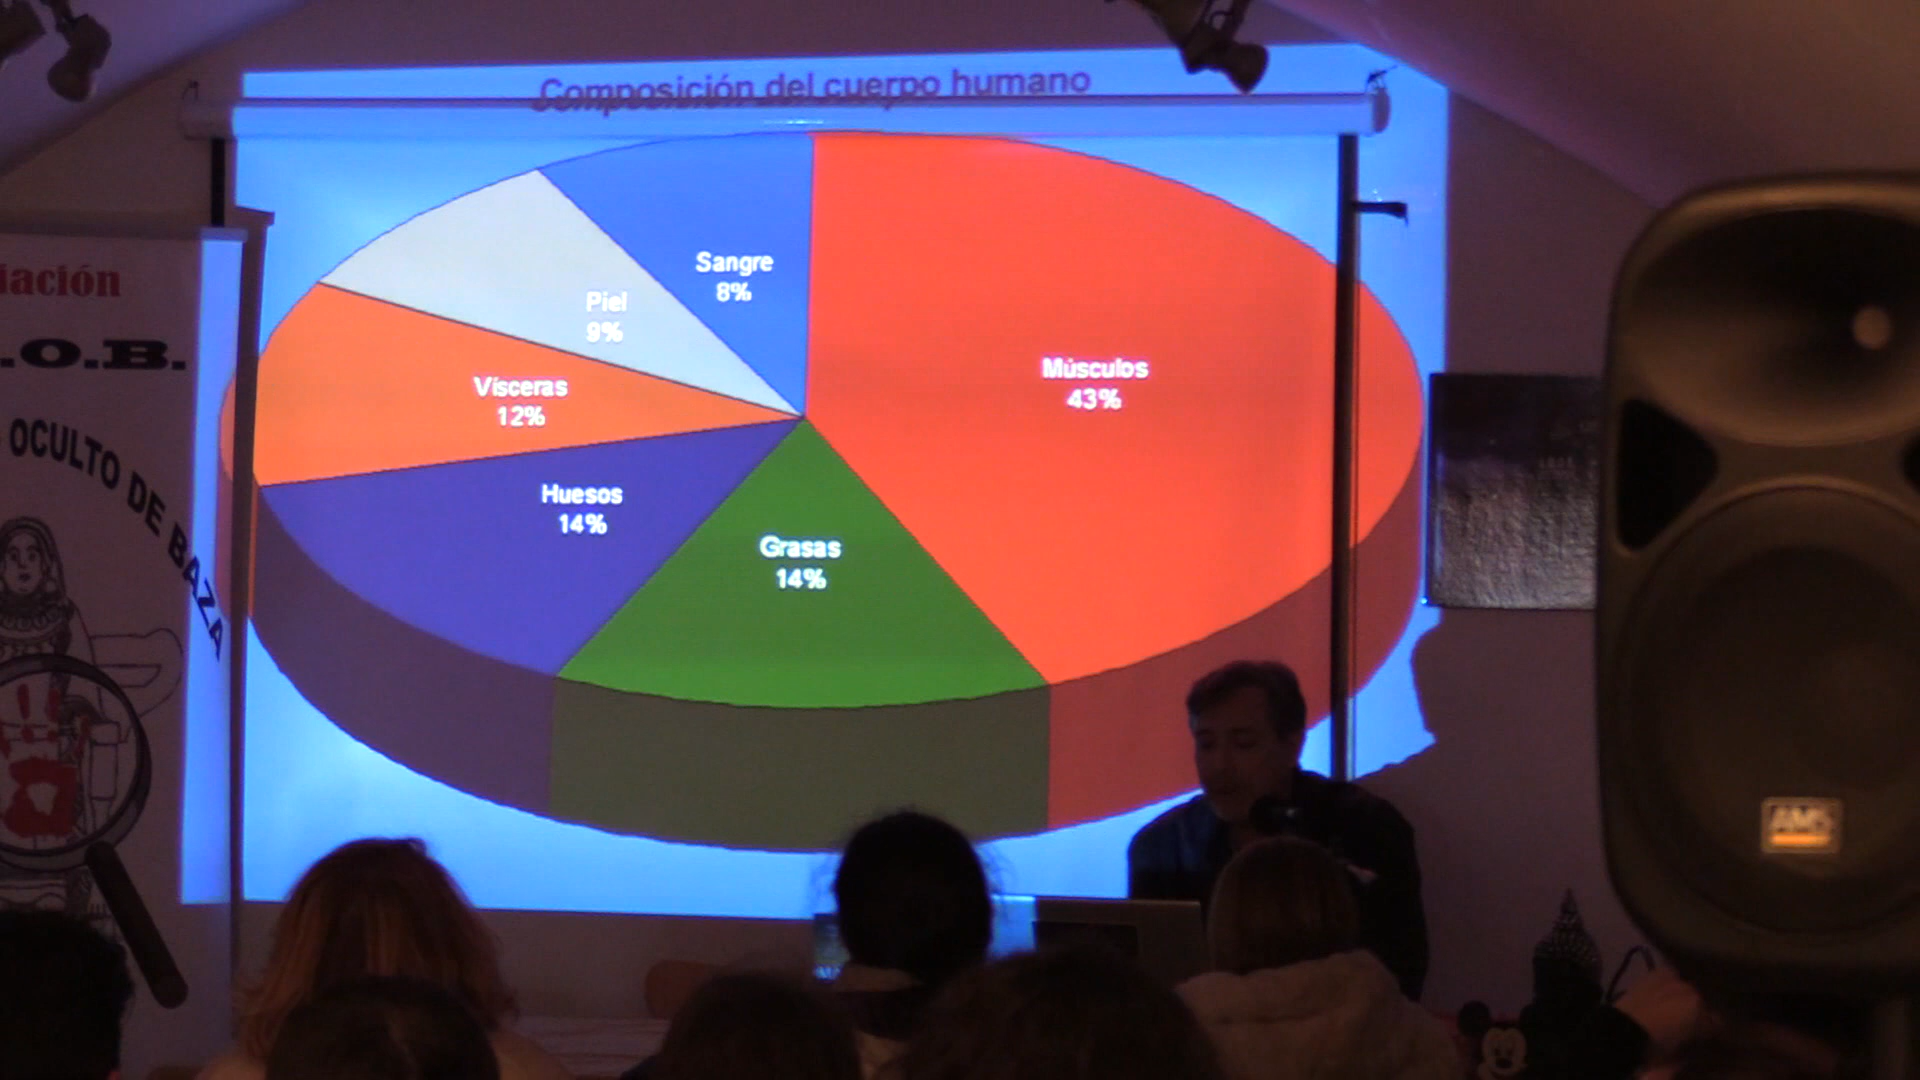 Composición del cuerpo humano
Sangre
8%
Piel
9%
Músculos
43%
Vísceras
12%
Huesos
14%
Grasas
14%
iación
.O.B.
OCULTO DE BAZA
AMS